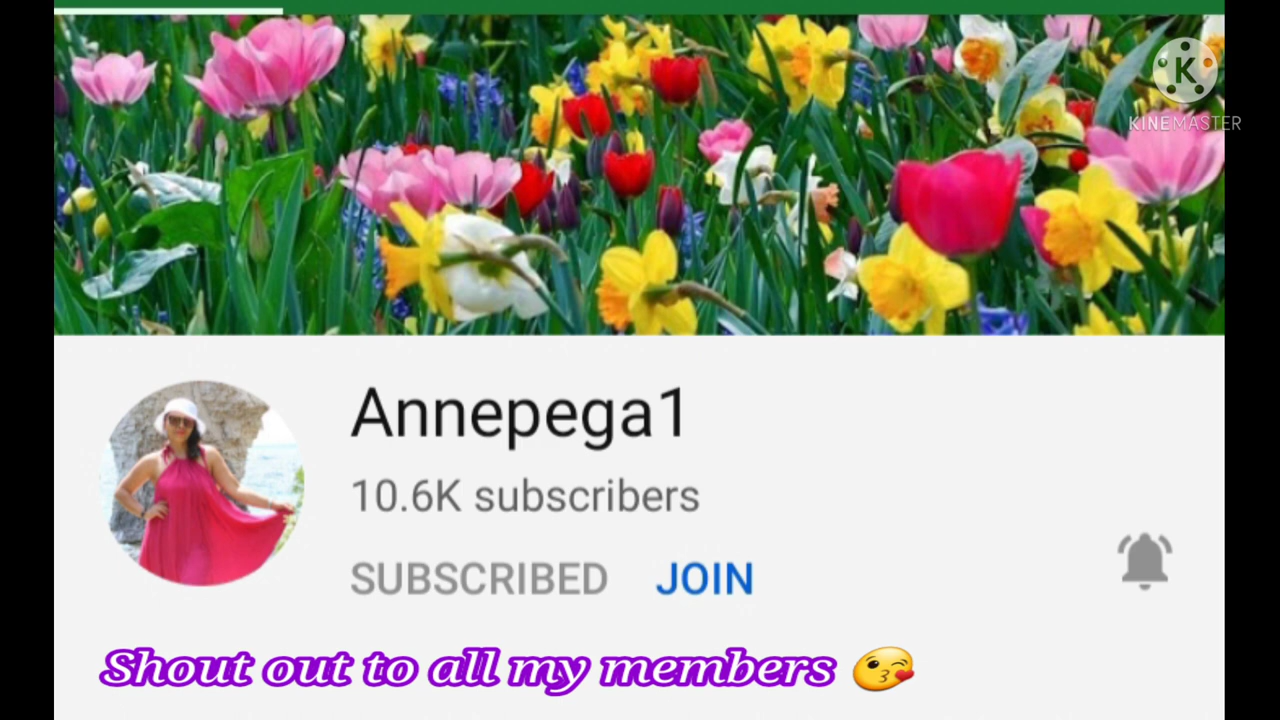 K
KINEMASTER
Annepega1
10.6K subscribers
SUBSCRIBED JOIN
Shout out to all my members 😘